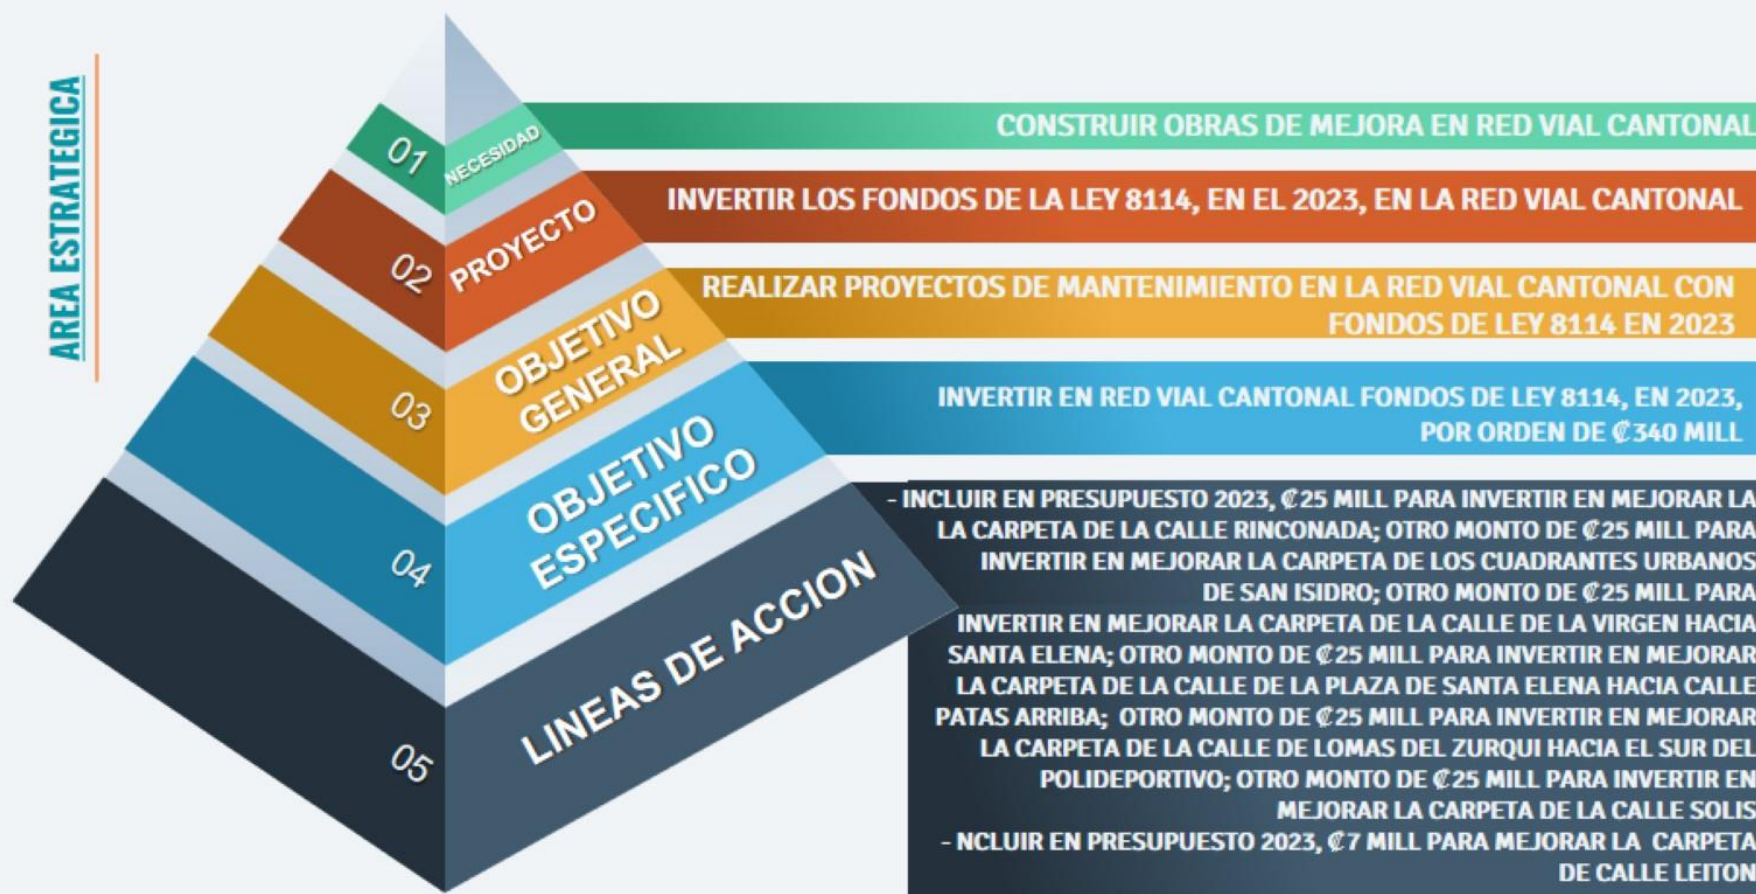 AREA ESTRATEGICA
01
NECESIDAD
CONSTRUIR OBRAS DE MEJORA EN RED VIAL CANTONAL
02
PROYECTO
INVERTIR LOS FONDOS DE LA LEY 8114, EN EL 2023, EN LA RED VIAL CANTONAL
03
OBJETIVO
GENERAL
REALIZAR PROYECTOS DE MANTENIMIENTO EN LA RED VIAL CANTONAL CON
FONDOS DE LEY 8114 EN 2023
04
OBJETIVO
ESPECIFICO
INVERTIR EN RED VIAL CANTONAL FONDOS DE LEY 8114, EN 2023,
POR ORDEN DE ₡340 MILL
05
LINEAS DE ACCION
- INCLUIR EN PRESUPUESTO 2023, ₡25 MILL PARA INVERTIR EN MEJORAR LA
LA CARPETA DE LA CALLE RINCONADA; OTRO MONTO DE ₡25 MILL PARA
INVERTIR EN MEJORAR LA CARPETA DE LOS CUADRANTES URBANOS
DE SAN ISIDRO; OTRO MONTO DE ₡25 MILL PARA
INVERTIR EN MEJORAR LA CARPETA DE LA CALLE DE LA VIRGEN HACIA
SANTA ELENA; OTRO MONTO DE ₡25 MILL PARA INVERTIR EN MEJORAR
LA CARPETA DE LA CALLE DE LA PLAZA DE SANTA ELENA HACIA CALLE
PATAS ARRIBA; OTRO MONTO DE ₡25 MILL PARA INVERTIR EN MEJORAR
LA CARPETA DE LA CALLE DE LOMAS DEL ZURQUI HACIA EL SUR DEL
POLIDEPORTIVO; OTRO MONTO DE ₡25 MILL PARA INVERTIR EN
MEJORAR LA CARPETA DE LA CALLE SOLIS
- NCLUIR EN PRESUPUESTO 2023, ₡7 MILL PARA MEJORAR LA CARPETA
DE CALLE LEITON